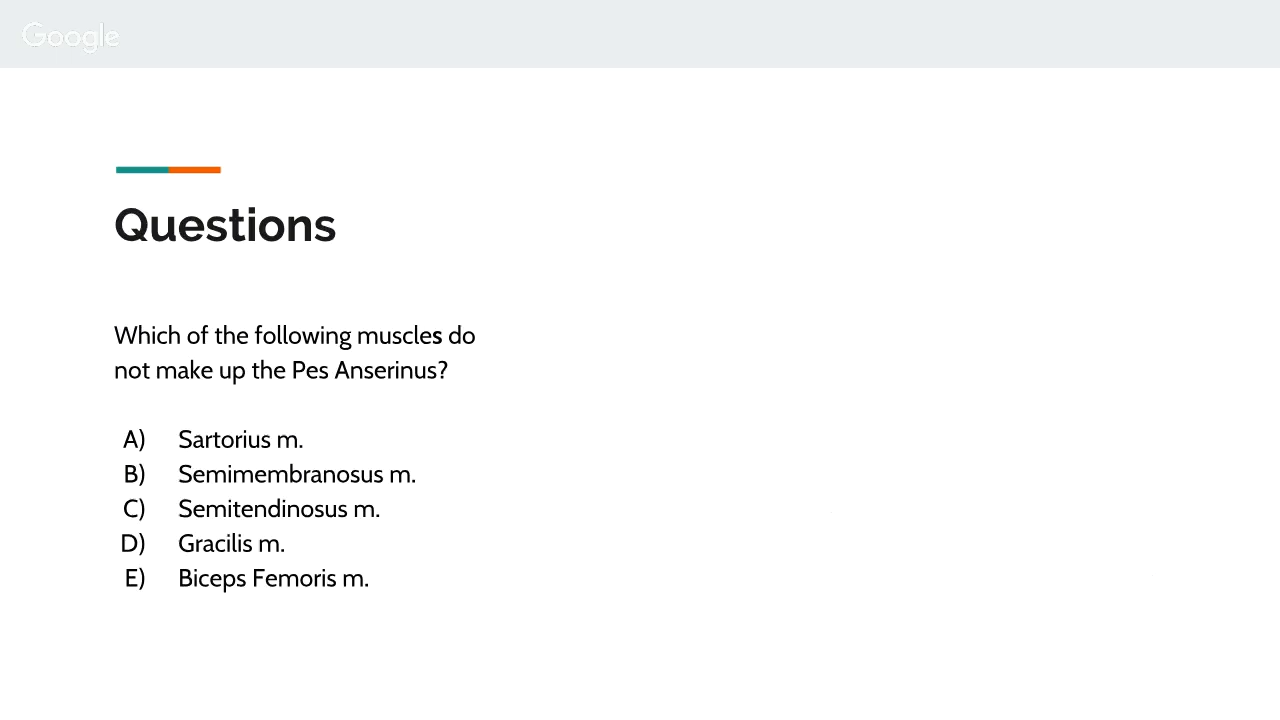 Google
Questions
Which of the following muscles do
not make up the Pes Anserinus?
A) Sartorius m.
B) Semimembranosus m.
C) Semitendinosus m.
D) Gracilis m.
E) Biceps Femoris m.